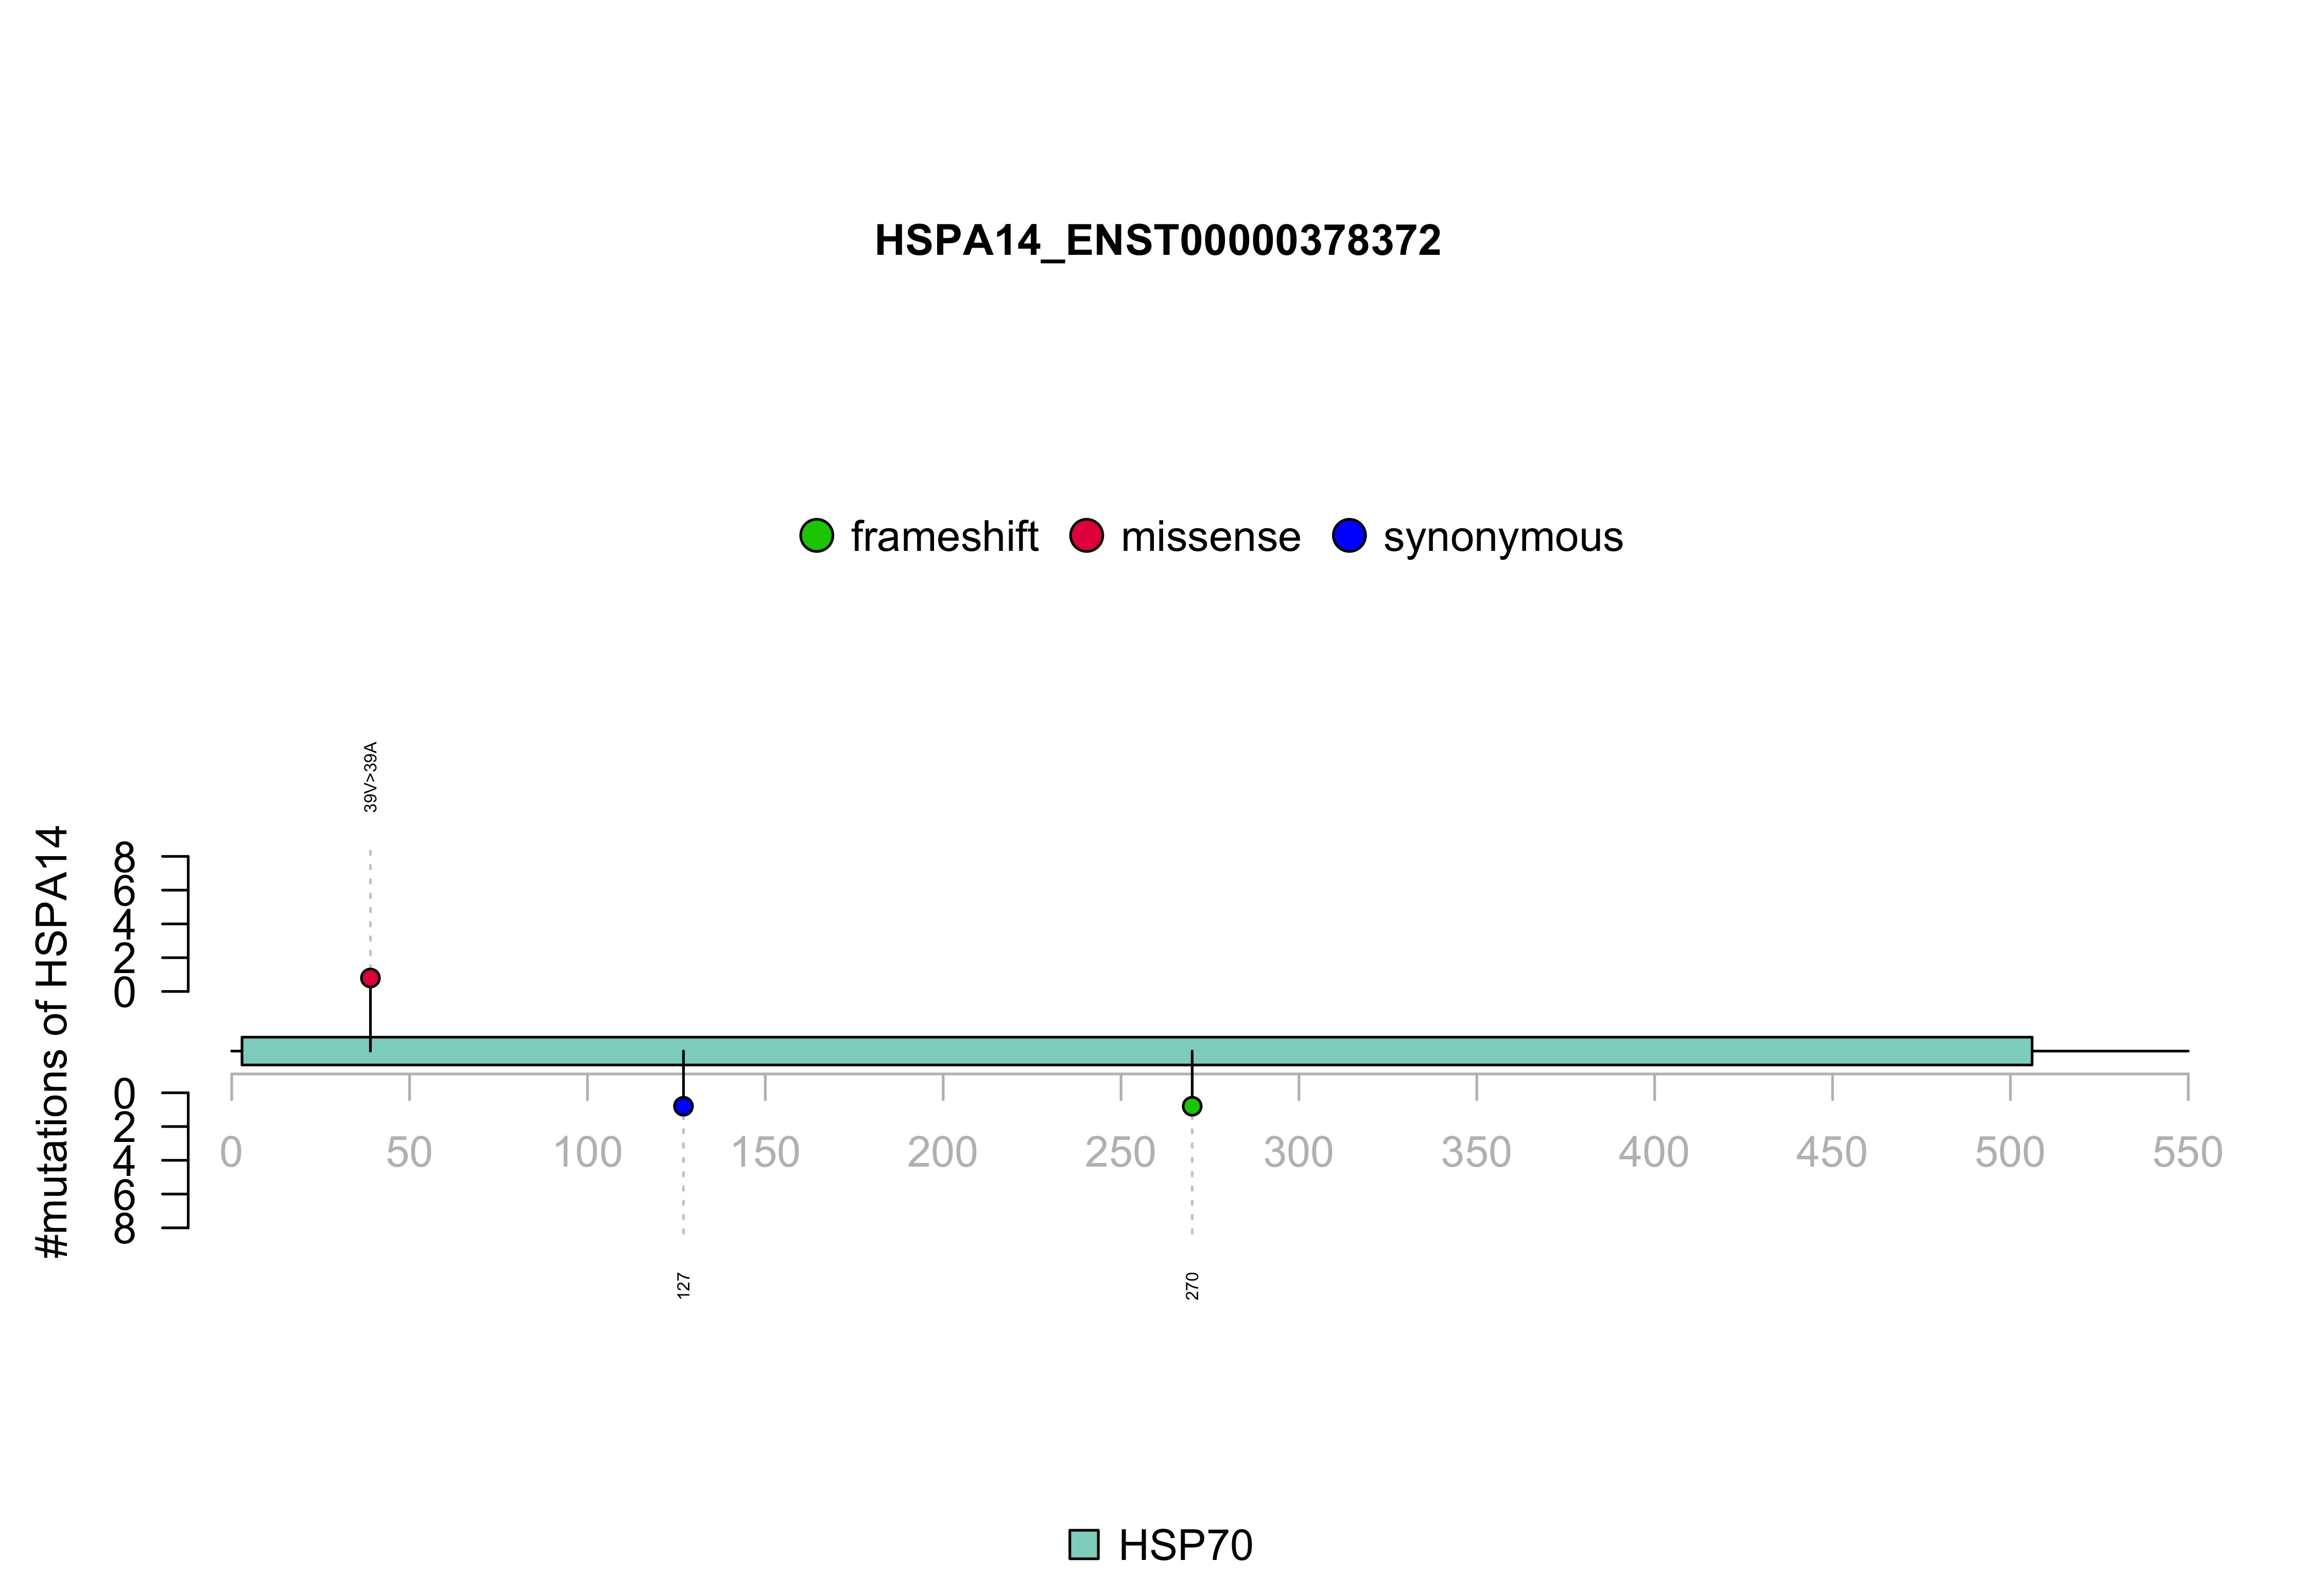 HSPA14_ENST00000378372
frameshift missense synonymous
39V>39A
#mutations of HSPA14
8
6
4
2
0
0
2
4
6
8
0 50 100 150 200 250 300 350 400 450 500 550
127 270
HSP70